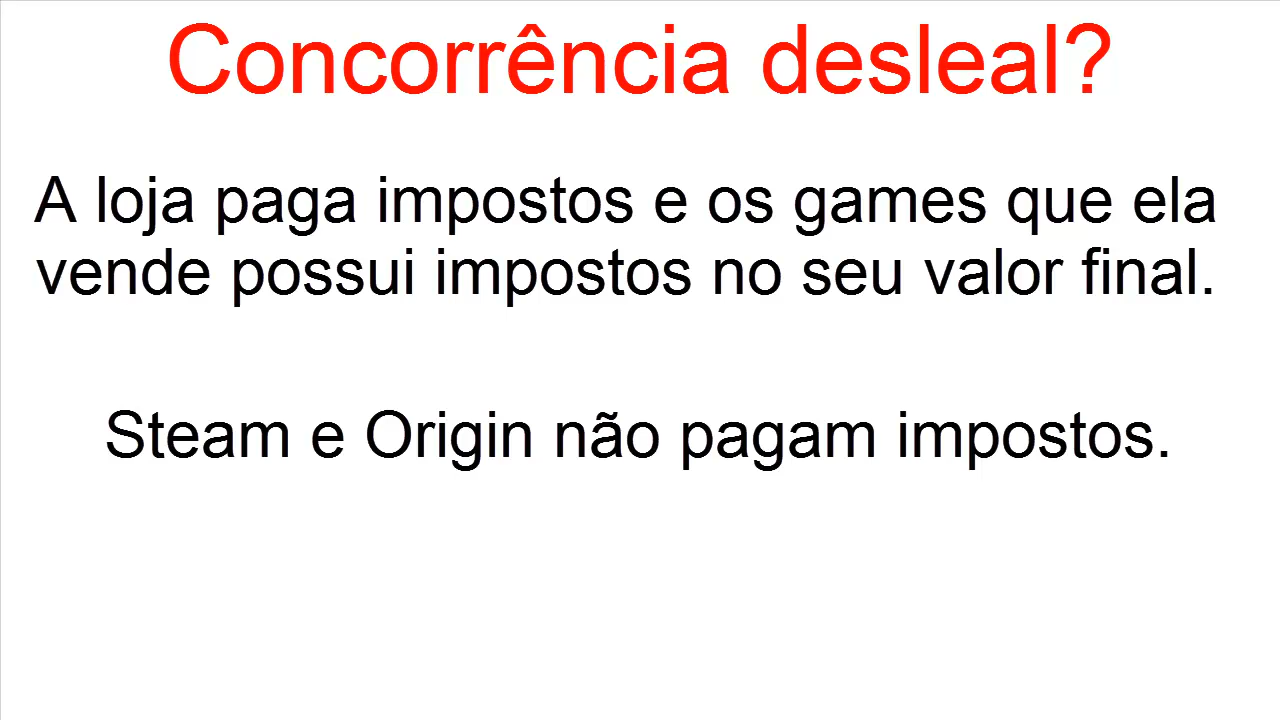 Concorrência desleal?
A loja paga impostos e os games que ela
vende possui impostos no seu valor final.
Steam e Origin não pagam impostos.